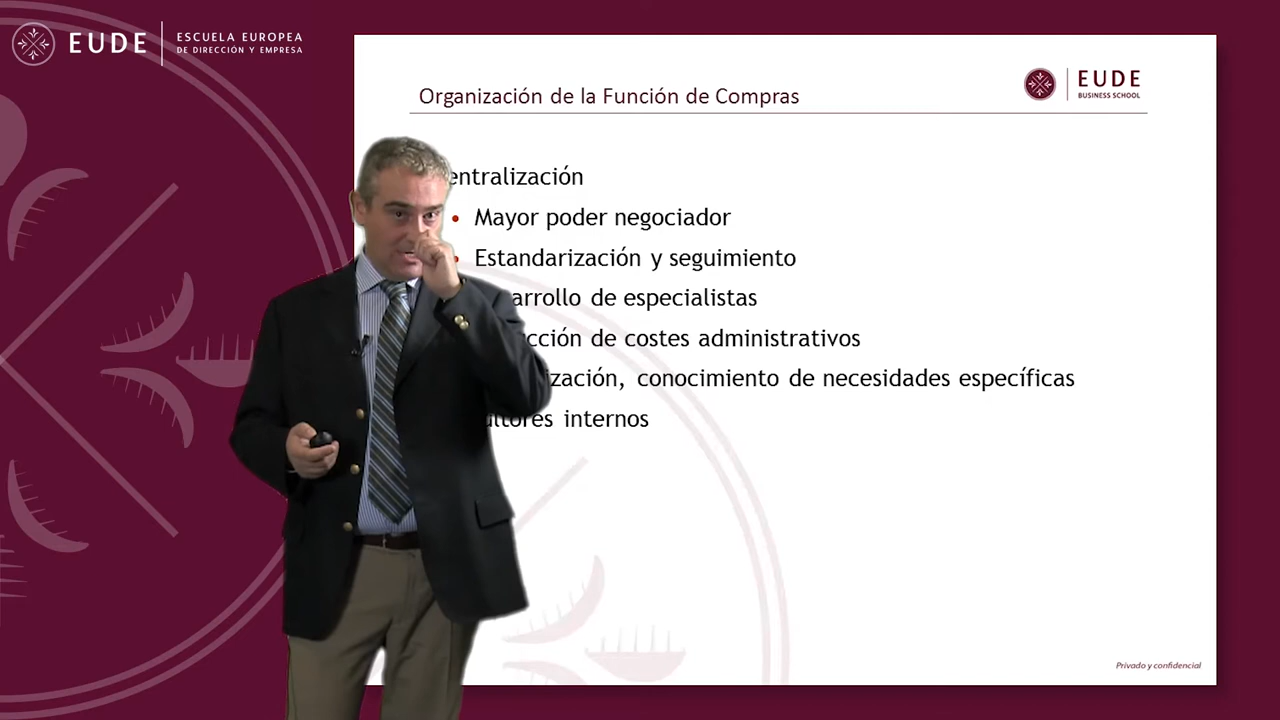 EUDE
ESCUELA EUROPEA
DE DIRECCIÓN Y EMPRESA
Organización de la Función de Compras
EUDE
BUSINESS SCHOOL
entralización
Mayor poder negociador
Estandarización y seguimiento
arrollo de especialistas
cción de costes administrativos
ización, conocimiento de necesidades específicas
ultores internos
Privado y confidencial